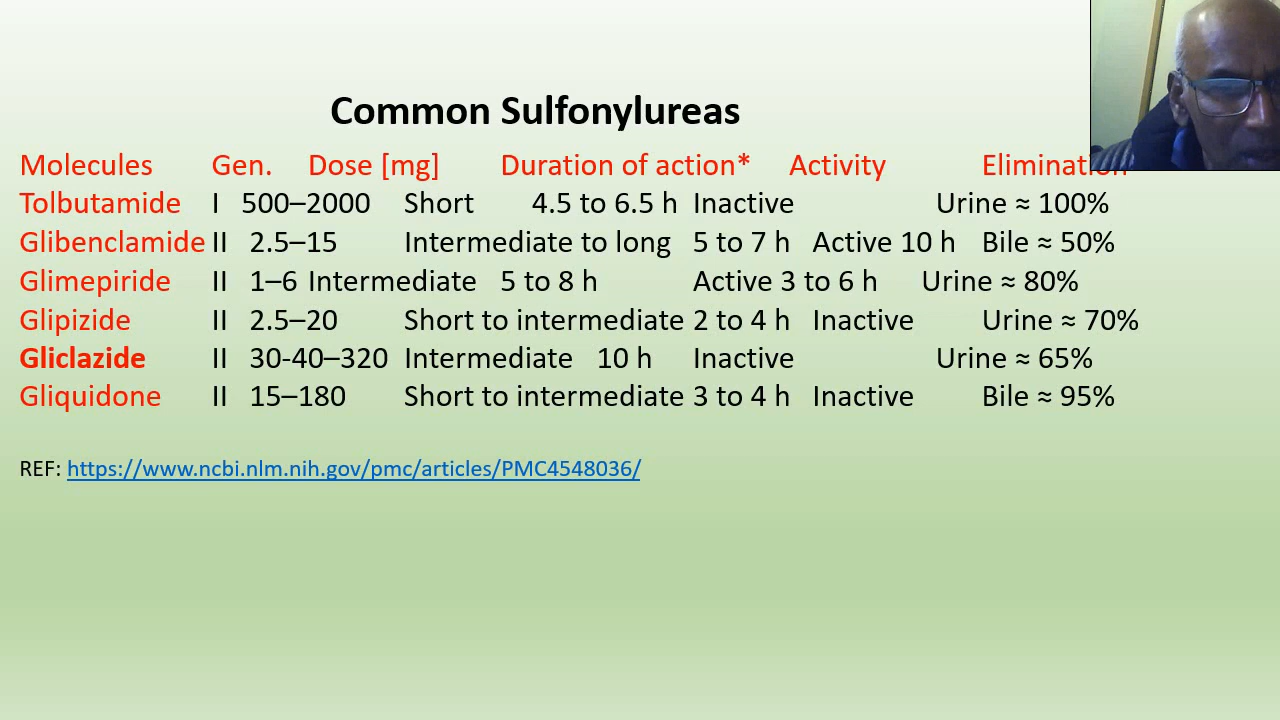 Common Sulfonylureas
Molecules Gen. Dose [mg] Duration of action* Activity Elimination
Tolbutamide I 500–2000 Short 4.5 to 6.5 h Inactive Urine ≈ 100%
Glibenclamide II 2.5–15 Intermediate to long 5 to 7 h Active 10 h Bile ≈ 50%
Glimepiride II 1–6 Intermediate 5 to 8 h Active 3 to 6 h Urine ≈ 80%
Glipizide II 2.5–20 Short to intermediate 2 to 4 h Inactive Urine ≈ 70%
Gliclazide II 30-40–320 Intermediate 10 h Inactive Urine ≈ 65%
Gliquidone II 15–180 Short to intermediate 3 to 4 h Inactive Bile ≈ 95%
REF: https://www.ncbi.nlm.nih.gov/pmc/articles/PMC4548036/